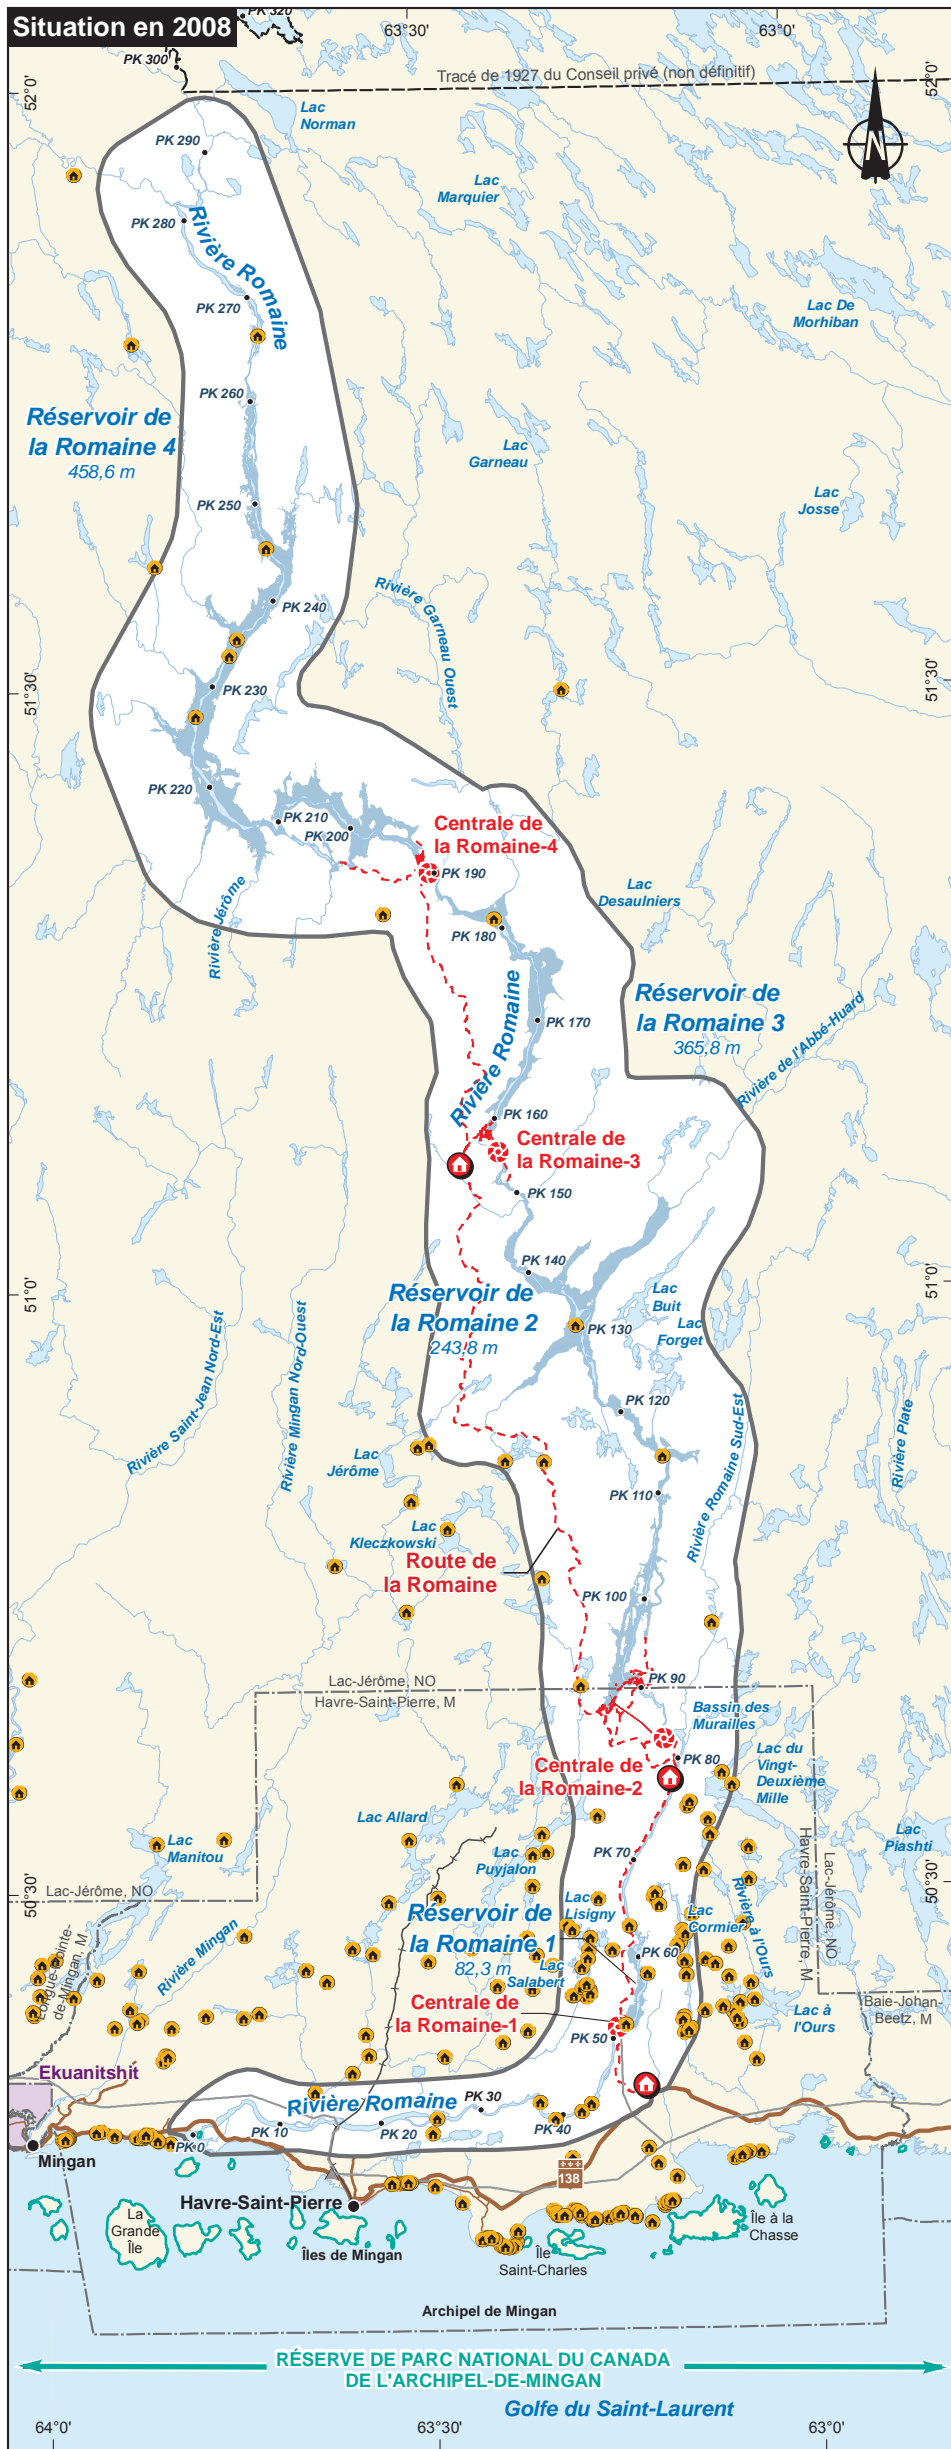 Situation en 2008
PK 320
63°30'
63°0'
PK 300
Tracé de 1927 du Conseil privé (non définitif)
52°0'
52°0'
Lac
Norman
N
PK 290
Lac
Marquier
PK 280
Rivière Romaine
PK 270
Lac De
Morhiban
PK 260
Réservoir de
la Romaine 4
458,6 m
Lac
Garneau
PK 250
Lac
Josse
Rivière Garneau Ouest
PK 240
51°30'
51°30'
PK 230
PK 220
PK 210
PK 200
Centrale de
la Romaine-4
PK 190
Lac
Desaulniers
Rivière Jérôme
PK 180
Rivière Romaine
Réservoir de
la Romaine 3
365,8 m
PK 170
Rivière de l'Abbé-Huard
PK 160
Centrale de
la Romaine-3
PK 150
PK 140
51°0'
51°0'
Réservoir de
la Romaine 2
243,8 m
Lac
Buit
Lac
Forget
PK 130
Rivière Saint-Jean Nord-Est
Rivière Mingan Nord-Ouest
PK 120
Rivière Romaine Sud-Est
Rivière Plate
Lac
Jérôme
PK 110
Lac
Kleczkowski
Route de
la Romaine
PK 100
Lac-Jérôme, NO
Havre-Saint-Pierre, M
PK 90
Bassin des
Murailles
Centrale de
la Romaine-2
PK 80
Lac du
Vingt-
Deuxième
Mille
Lac Allard
Lac
Manitou
Lac
Puyjalon
PK 70
Lac
Piashti
Havre-Saint-Pierre, M
Lac-Jérôme, NO
50°30'
50°30'
Lac-Jérôme, NO
Longue-Pointe-
de-Mingan, M
Rivière Mingan
Lac
Lisigny
Réservoir de
la Romaine 1
82,3 m
Lac
Cormier
Rivière à l'Ours
PK 60
Lac
Salabert
Centrale de
la Romaine-1
Lac à
l'Ours
Baie-Johan-
Beetz, M
PK 50
Ekuanitshit
Rivière Romaine
PK 30
PK 0
PK 10
PK 20
PK 40
Mingan
138
Havre-Saint-Pierre
La
Grande
Île
Îles de Mingan
Île
Saint-Charles
Île à la
Chasse
Archipel de Mingan
RÉSERVE DE PARC NATIONAL DU CANADA
DE L'ARCHIPEL-DE-MINGAN
Golfe du Saint-Laurent
64°0'
63°30'
63°0'